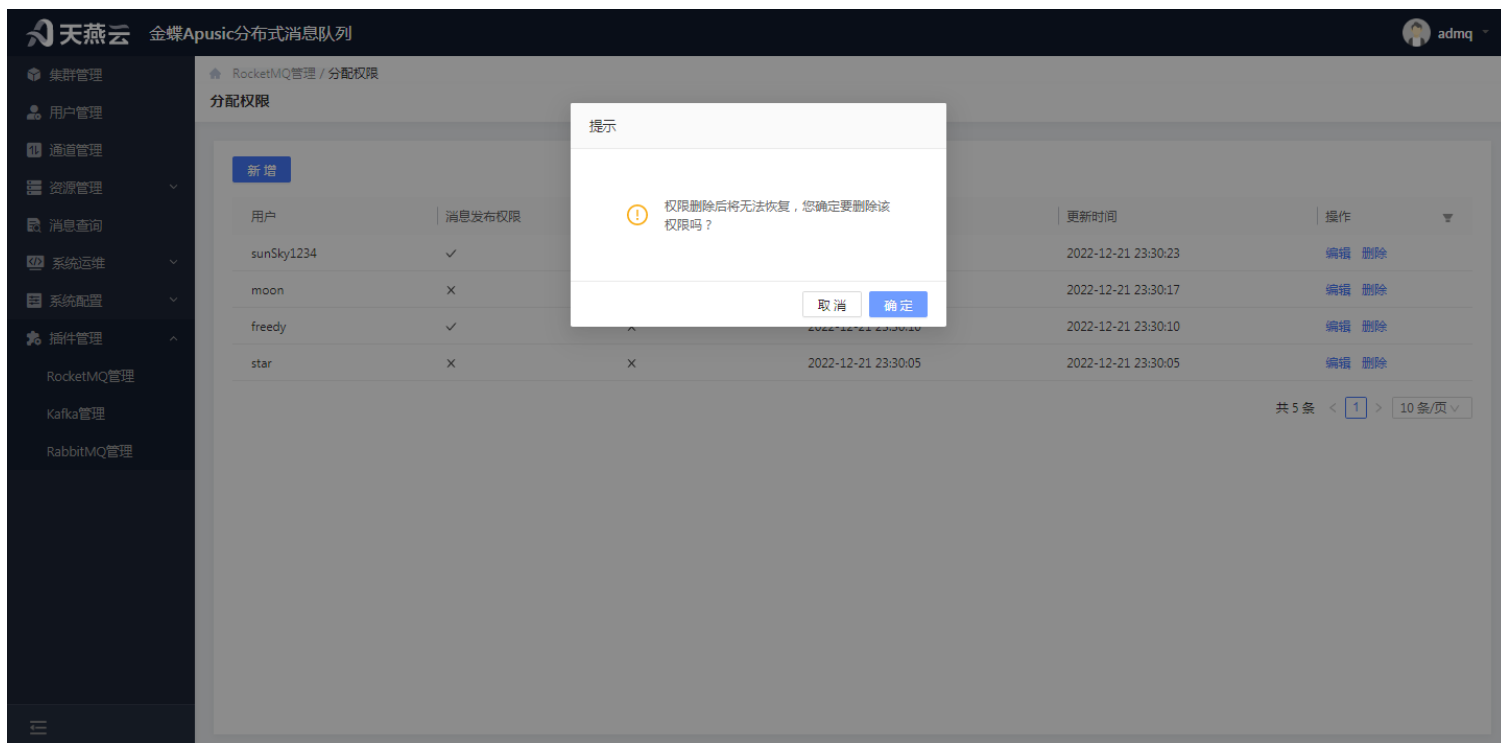 天燕云 金蝶Apusic分布式消息队列
admq
集群管理
用户管理
通道管理
资源管理
消息查询
系统运维
系统配置
插件管理
RocketMQ管理
Kafka管理
RabbitMQ管理
RocketMQ管理 / 分配权限
分配权限
新增
用户 消息发布权限 更新时间 操作
sunSky1234 2022-12-21 23:30:23 编辑 删除
moon 2022-12-21 23:30:17 编辑 删除
freedy 2022-12-21 23:30:10 2022-12-21 23:30:10 编辑 删除
star 2022-12-21 23:30:05 2022-12-21 23:30:05 编辑 删除
共 5 条 < 1 > 10 条/页
提示
权限删除后将无法恢复，您确定要删除该
权限吗？
取消 确定